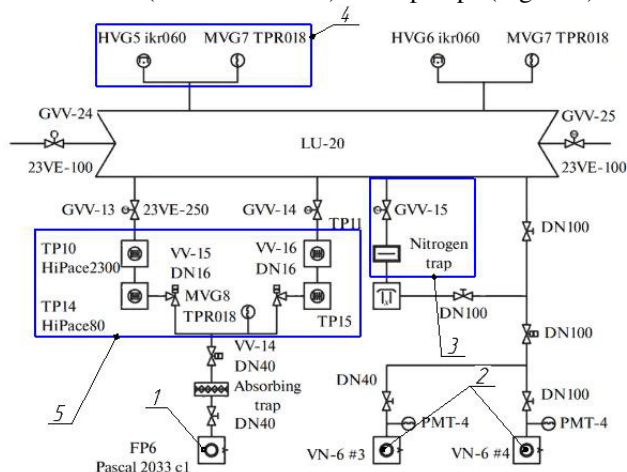 4
HVG5 ikr060
MVG7 TPR018
HVG6 ikr060
MVG7 TPR018
GVV-24
GVV-25
LU-20
23VE-100
23VE-100
GVV-13
23VE-250
GVV-14
GVV-15
TP11
DN100
TP10
HiPace2300
VV-15
DN16
VV-16
DN16
Nitrogen
trap
TP14
HiPace80
MVG8
TPR018
TP15
DN100
3
DN100
5
VV-14
DN40
Absorbing
trap
DN40
DN40
DN100
1
2
PMT-4
PMT-4
FP6
Pascal 2033 c1
VN-6 #3
VN-6 #4